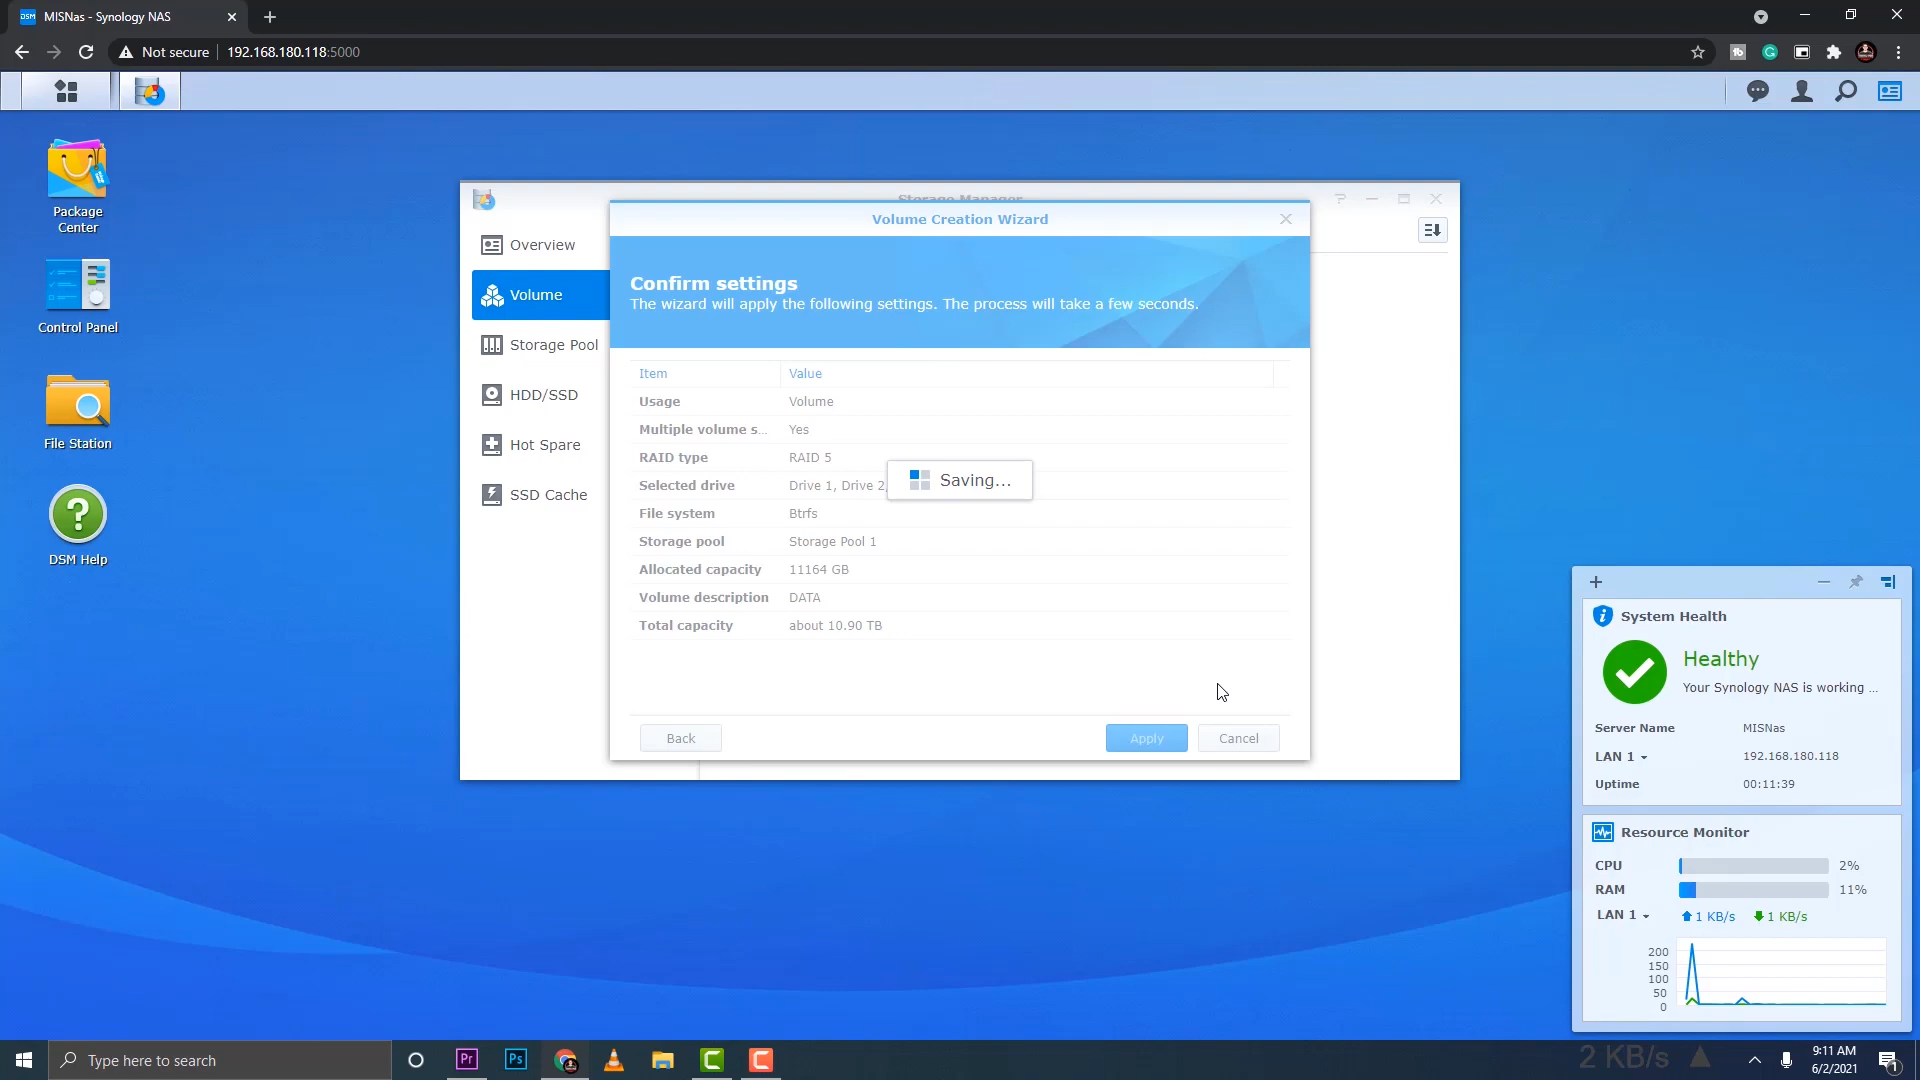 MISNas - Synology NAS
Not secure
192.168.180.118:5000
Package
Center
Control Panel
File Station
DSM Help
Storage Manager
Overview
Volume
Storage Pool
HDD/SSD
Hot Spare
SSD Cache
Volume Creation Wizard
Confirm settings
The wizard will apply the following settings. The process will take a few seconds.
Item Value
Usage Volume
Multiple volume s... Yes
RAID type RAID 5
Selected drive Drive 1, Drive 2,
File system Btrfs
Storage pool Storage Pool 1
Allocated capacity 11164 GB
Volume description DATA
Total capacity about 10.90 TB
Saving...
Back
Apply
Cancel
System Health
Healthy
Your Synology NAS is working ...
Server Name MISNas
LAN 1 192.168.180.118
Uptime 00:11:39
Resource Monitor
CPU 2%
RAM 11%
LAN 1 1 KB/s 1 KB/s
200
150
100
50
0
Type here to search
Pr
Ps
2 KB/s
9:11 AM
6/2/2021
1